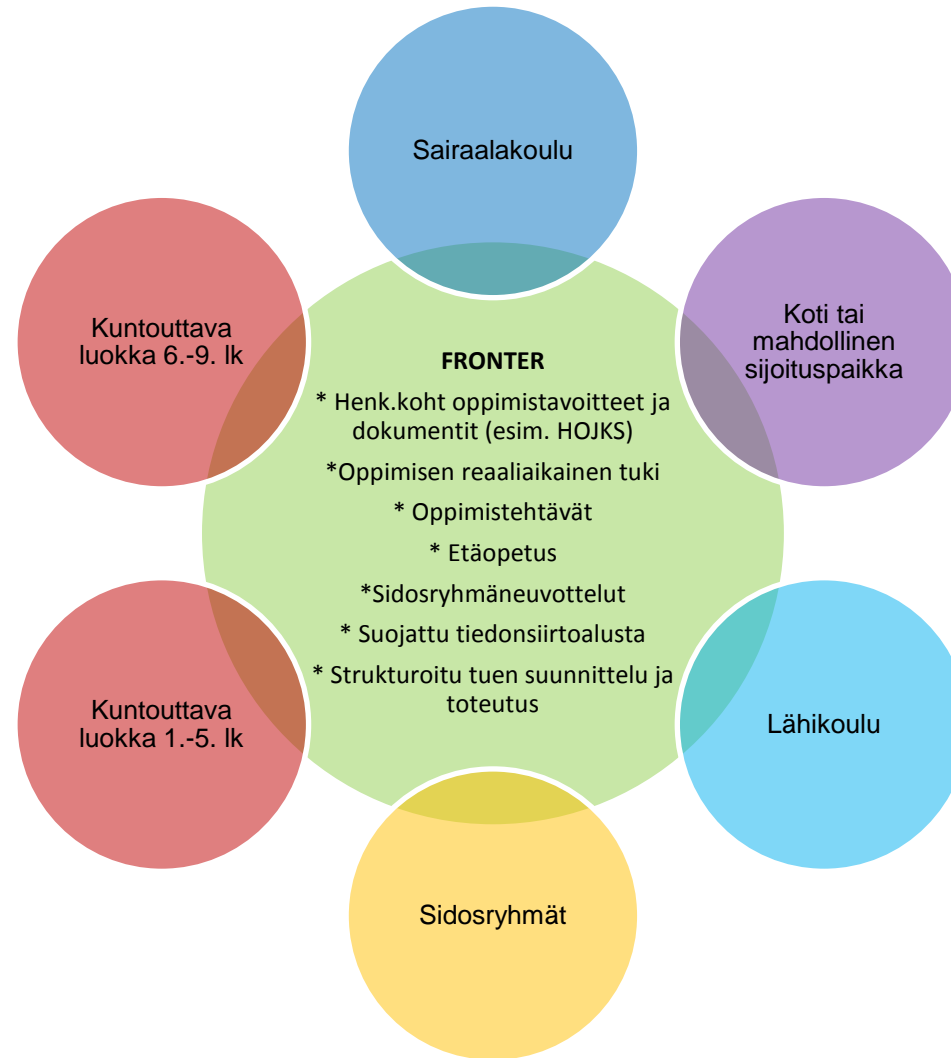 Sairaalakoulu
Koti tai
mahdollinen
sijoituspaikka
Kuntouttava
luokka 6.-9. lk
FRONTER
* Henk.koht oppimistavoitteet ja
dokumentit (esim. HOJKS)
*Oppimisen reaaliaikainen tuki
* Oppimistehtävät
* Etäopetus
*Sidosryhmäneuvottelut
* Suojattu tiedonsiirtoalusta
* Strukturoitu tuen suunnittelu ja
toteutus
Kuntouttava
luokka 1.-5. lk
Lähikoulu
Sidosryhmät